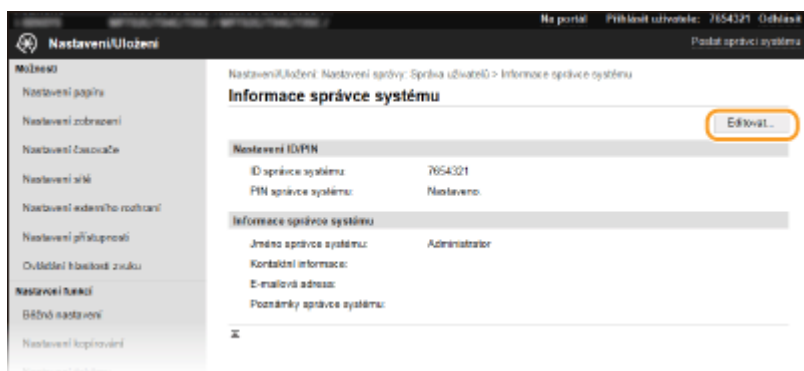 Na portál Přihlásit uživatele: 7654321 Odhlásit
Nastavení/Uložení
Poslat správci systému
Možnosti
Nastavení papíru
Nastavení zobrazení
Nastavení časovače
Nastavení sítě
Nastavení externího rozhraní
Nastavení přístupnosti
Ovládání hlasitosti zvuku
Nastavení funkcí
Běžná nastavení
Nastavení kopírování
Nastavení/Uložení: Nastavení správy: Správa uživatelů > Informace správce systému
Informace správce systému
Editovat...
Nastavení ID/PIN
ID správce systému: 7654321
PIN správce systému: Nastaveno.
Informace správce systému
Jméno správce systému: Administrator
Kontaktní informace:
E-mailová adresa:
Poznámky správce systému: